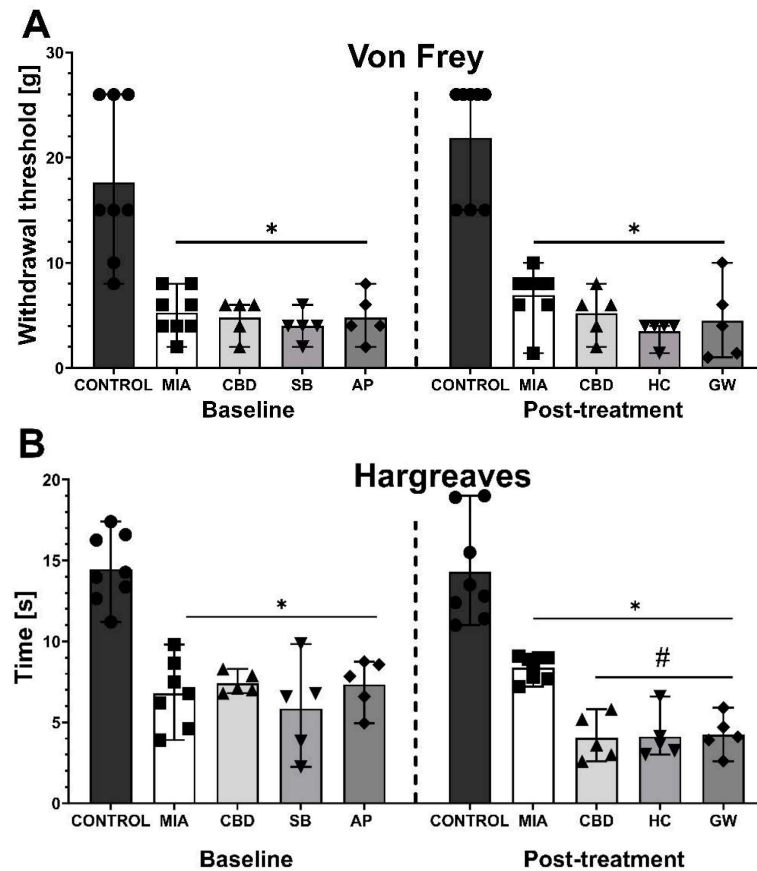 A
Von Frey
Withdrawal threshold [g]
30
20
10
0
*
*
CONTROL MIA CBD SB AP CONTROL MIA CBD HC GW
Baseline Post-treatment
B
Hargreaves
Time [s]
20
15
10
5
0
*
*
#
CONTROL MIA CBD SB AP CONTROL MIA CBD HC GW
Baseline Post-treatment